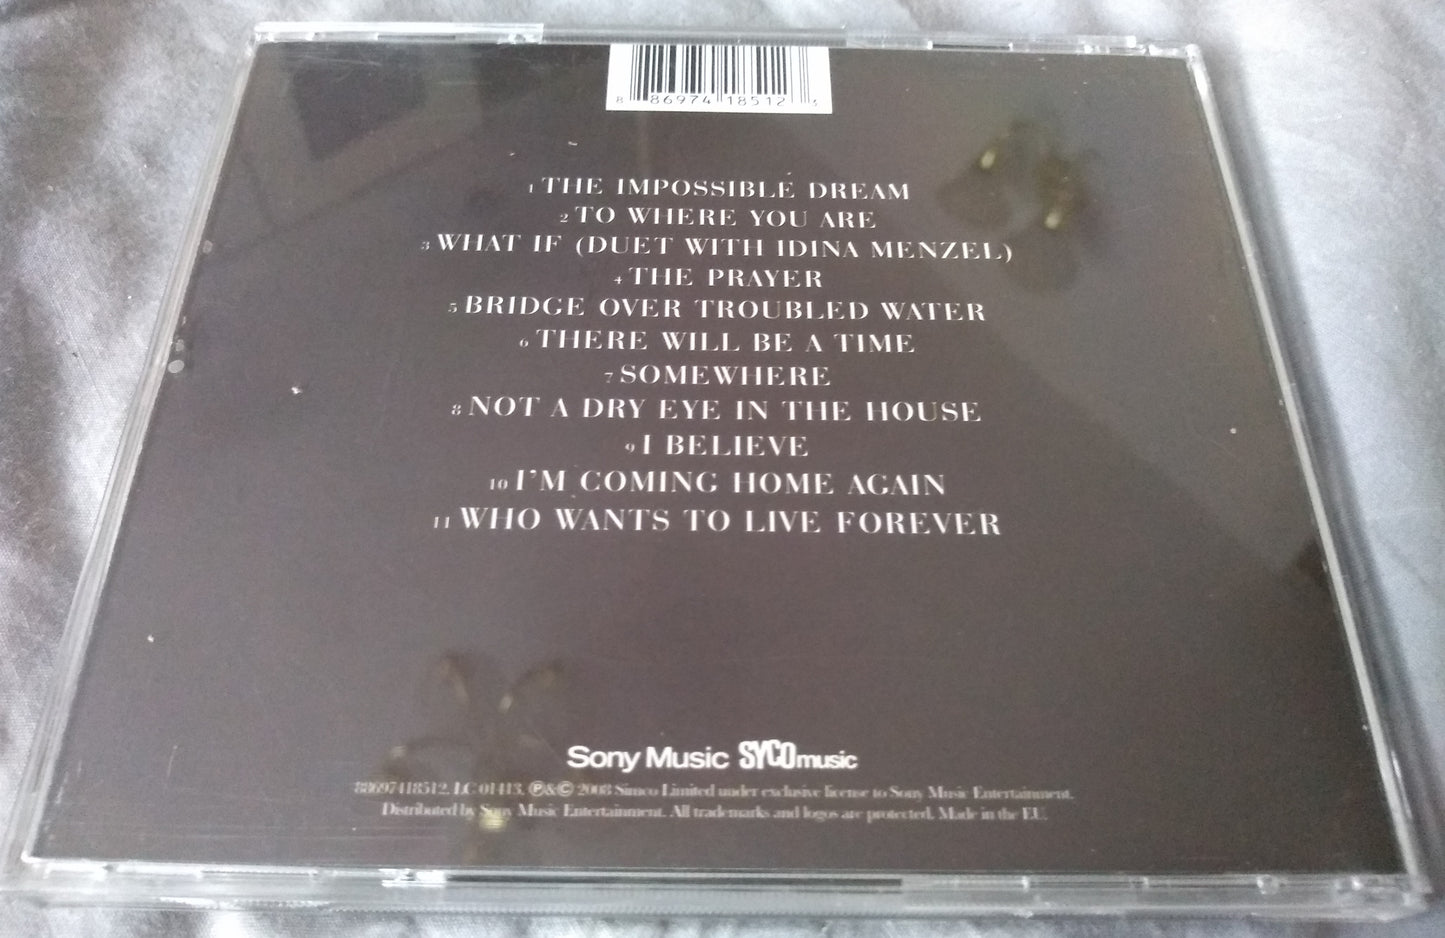 8 86974 18512 3
1 THE IMPOSSIBLE DREAM
2 TO WHERE YOU ARE
3 WHAT IF (DUET WITH IDINA MENZEL)
4 THE PRAYER
5 BRIDGE OVER TROUBLED WATER
6 THERE WILL BE A TIME
7 SOMEWHERE
8 NOT A DRY EYE IN THE HOUSE
9 I BELIEVE
10 I'M COMING HOME AGAIN
11 WHO WANTS TO LIVE FOREVER
Sony Music SYCOmusic
88697418512. LC 01413. ℗&© 2008 Simco Limited under exclusive license to Sony Music Entertainment.
Distributed by Sony Music Entertainment. All trademarks and logos are protected. Made in the EU.